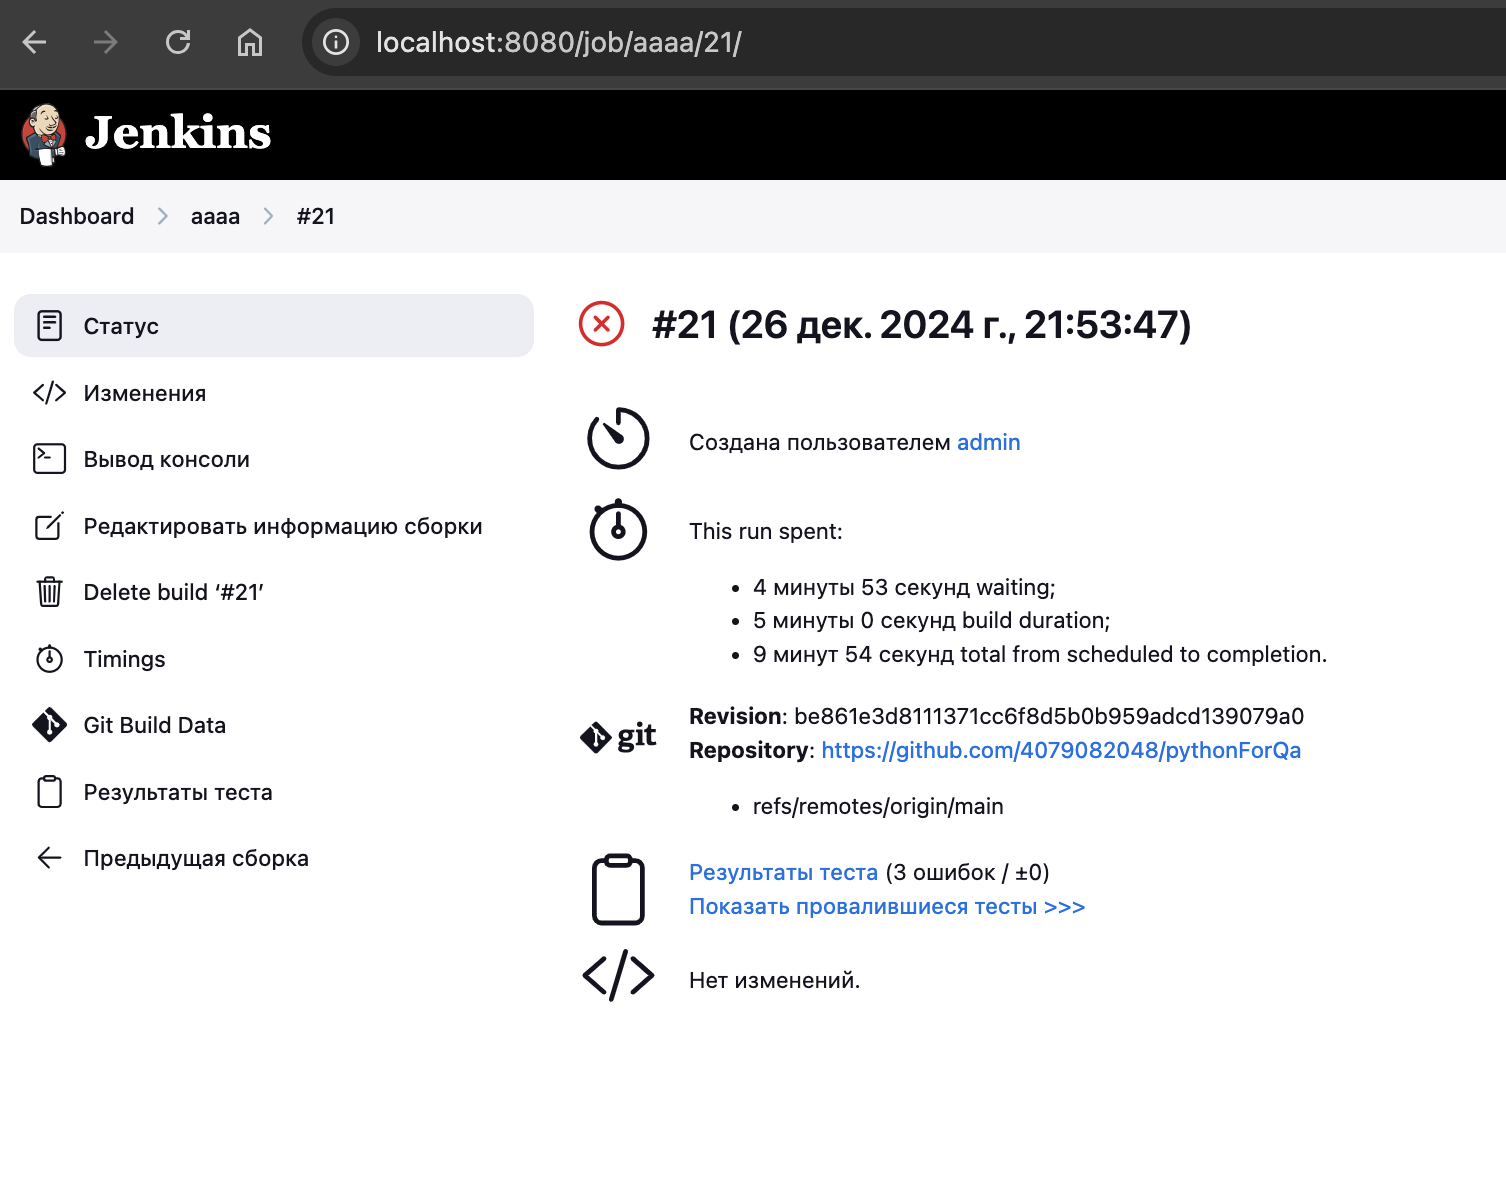 localhost:8080/job/aaaa/21/
Jenkins
Dashboard
aaaa
#21
Статус
Изменения
Вывод консоли
Редактировать информацию сборки
Delete build ‘#21’
Timings
Git Build Data
Результаты теста
Предыдущая сборка
#21 (26 дек. 2024 г., 21:53:47)
Создана пользователем admin
This run spent:
• 4 минуты 53 секунд waiting;
• 5 минуты 0 секунд build duration;
• 9 минут 54 секунд total from scheduled to completion.
git
Revision: be861e3d8111371cc6f8d5b0b959adcd139079a0
Repository: https://github.com/4079082048/pythonForQa
• refs/remotes/origin/main
Результаты теста (3 ошибок / ±0)
Показать провалившиеся тесты >>>
Нет изменений.